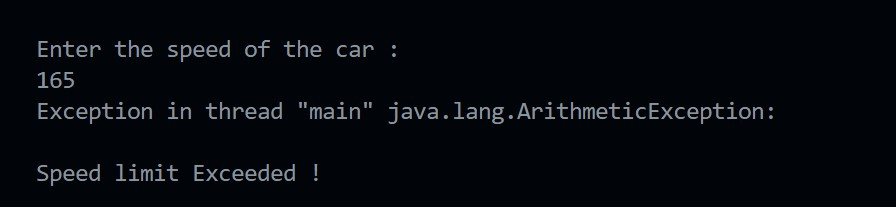 Enter the speed of the car :
165
Exception in thread "main" java.lang.ArithmeticException:
Speed limit Exceeded !